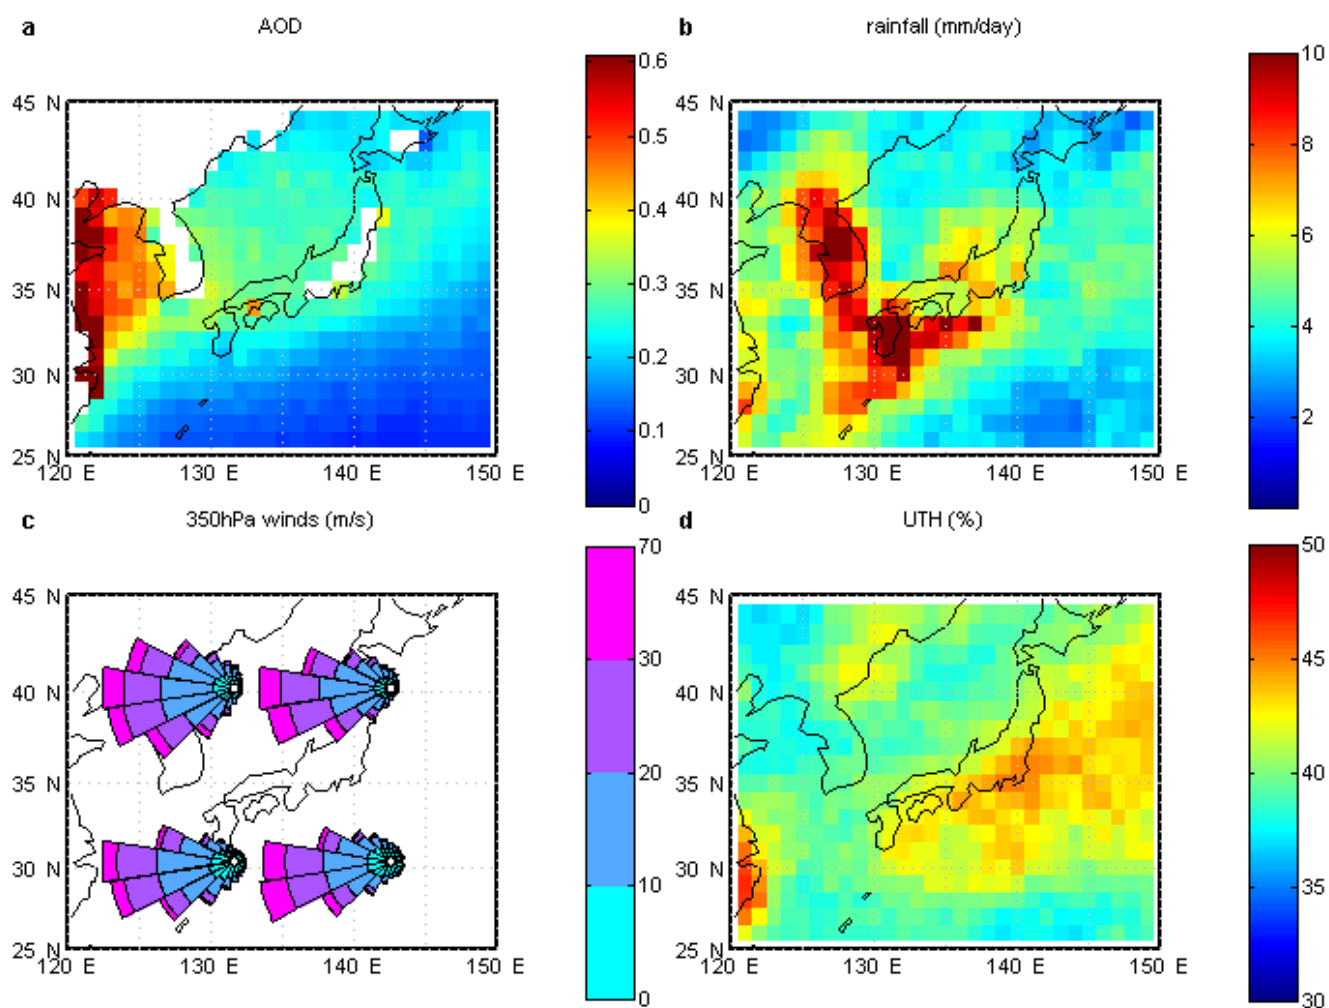 a AOD
45 N
40 N
35 N
30 N
25 N
120 E 130 E 140 E 150 E
0.6
0.5
0.4
0.3
0.2
0.1
0
b rainfall (mm/day)
45 N
40 N
35 N
30 N
25 N
120 E 130 E 140 E 150 E
10
8
6
4
2
c 350hPa winds (m/s)
45 N
40 N
35 N
30 N
25 N
120 E 130 E 140 E 150 E
70
30
20
10
0
d UTH (%)
45 N
40 N
35 N
30 N
25 N
120 E 130 E 140 E 150 E
50
45
40
35
30